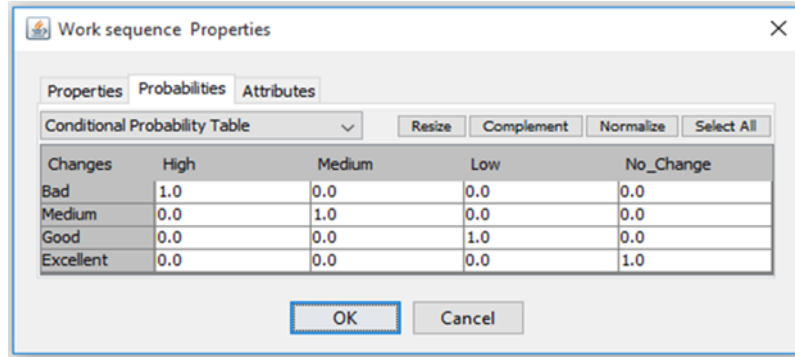 Work sequence Properties
Properties Probabilities Attributes
Conditional Probability Table Resize Complement Normalize Select All
Changes High Medium Low No_Change
Bad 1.0 0.0 0.0 0.0
Medium 0.0 1.0 0.0 0.0
Good 0.0 0.0 1.0 0.0
Excellent 0.0 0.0 0.0 1.0
OK Cancel